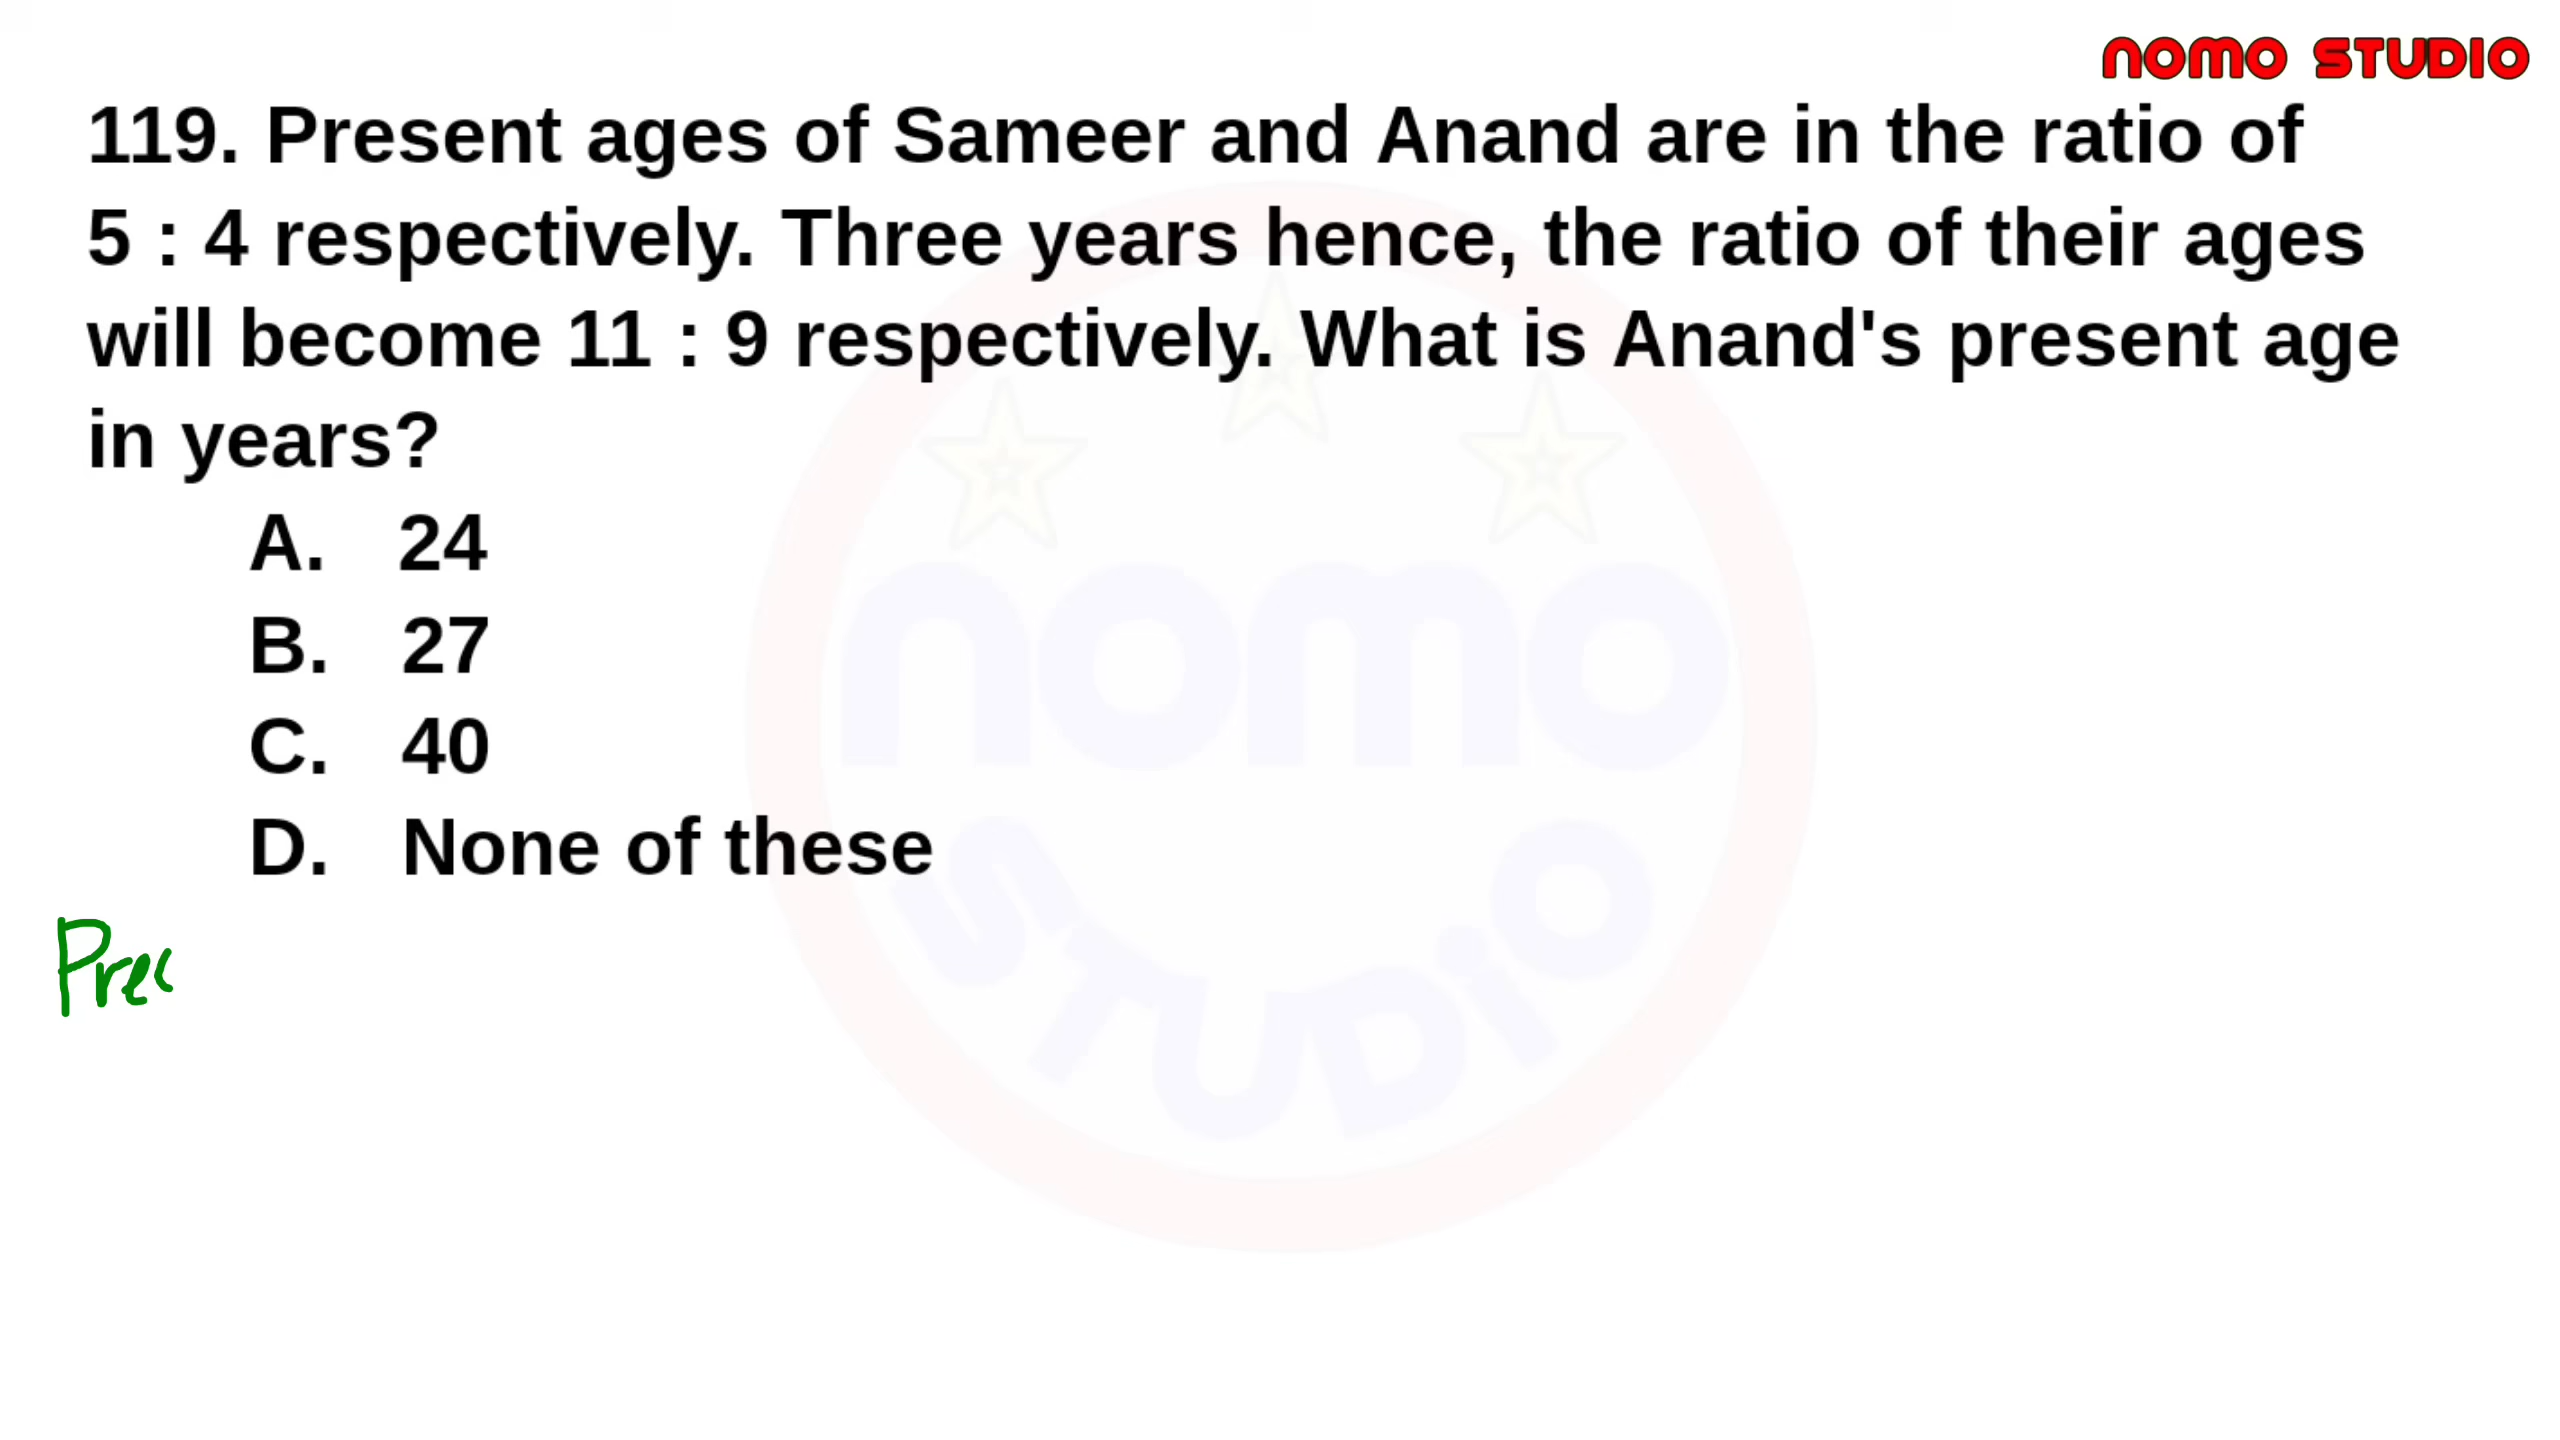 nomo STUDIO
119. Present ages of Sameer and Anand are in the ratio of
5 : 4 respectively. Three years hence, the ratio of their ages
will become 11 : 9 respectively. What is Anand's present age
in years?
A. 24
B. 27
C. 40
D. None of these
nomo
STUDiO